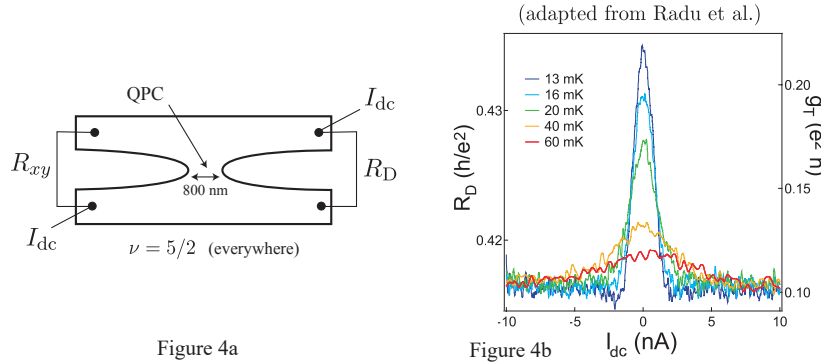 (adapted from Radu et al.)
QPC
I_dc
R_xy
800 nm
R_D
I_dc
ν = 5/2 (everywhere)
Figure 4a
R_D (h/e²)
0.43
0.42
13 mK
16 mK
20 mK
40 mK
60 mK
0.20
0.15
0.10
g_T (e² h)
-10
-5
0
5
10
I_dc (nA)
Figure 4b